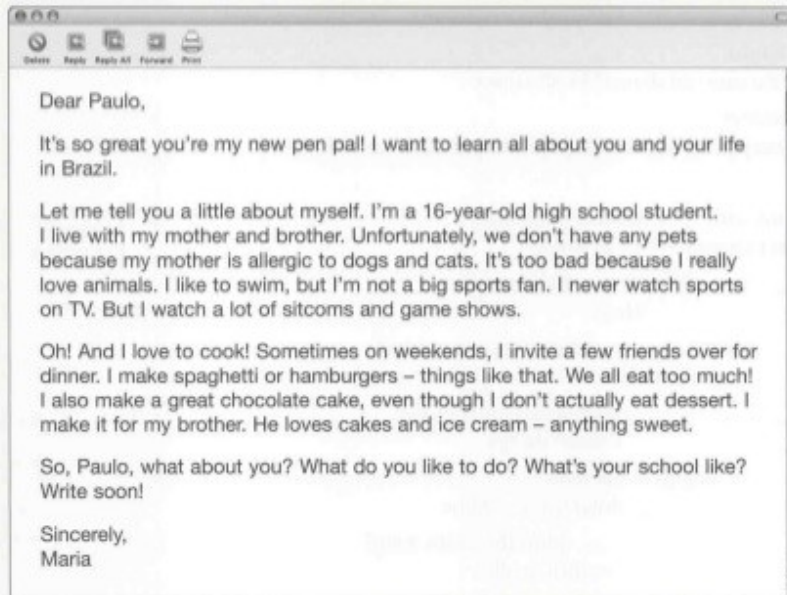 Delete Reply Reply All Forward Print
Dear Paulo,
It's so great you're my new pen pal! I want to learn all about you and your life
in Brazil.
Let me tell you a little about myself. I'm a 16-year-old high school student.
I live with my mother and brother. Unfortunately, we don't have any pets
because my mother is allergic to dogs and cats. It's too bad because I really
love animals. I like to swim, but I'm not a big sports fan. I never watch sports
on TV. But I watch a lot of sitcoms and game shows.
Oh! And I love to cook! Sometimes on weekends, I invite a few friends over for
dinner. I make spaghetti or hamburgers – things like that. We all eat too much!
I also make a great chocolate cake, even though I don't actually eat dessert. I
make it for my brother. He loves cakes and ice cream – anything sweet.
So, Paulo, what about you? What do you like to do? What's your school like?
Write soon!
Sincerely,
Maria